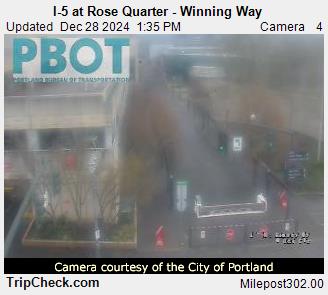 I-5 at Rose Quarter - Winning Way
Updated Dec 28 2024 1:35 PM Camera 4
PBOT
PORTLAND BUREAU OF TRANSPORTATION
Camera courtesy of the City of Portland
TripCheck.com Milepost302.00